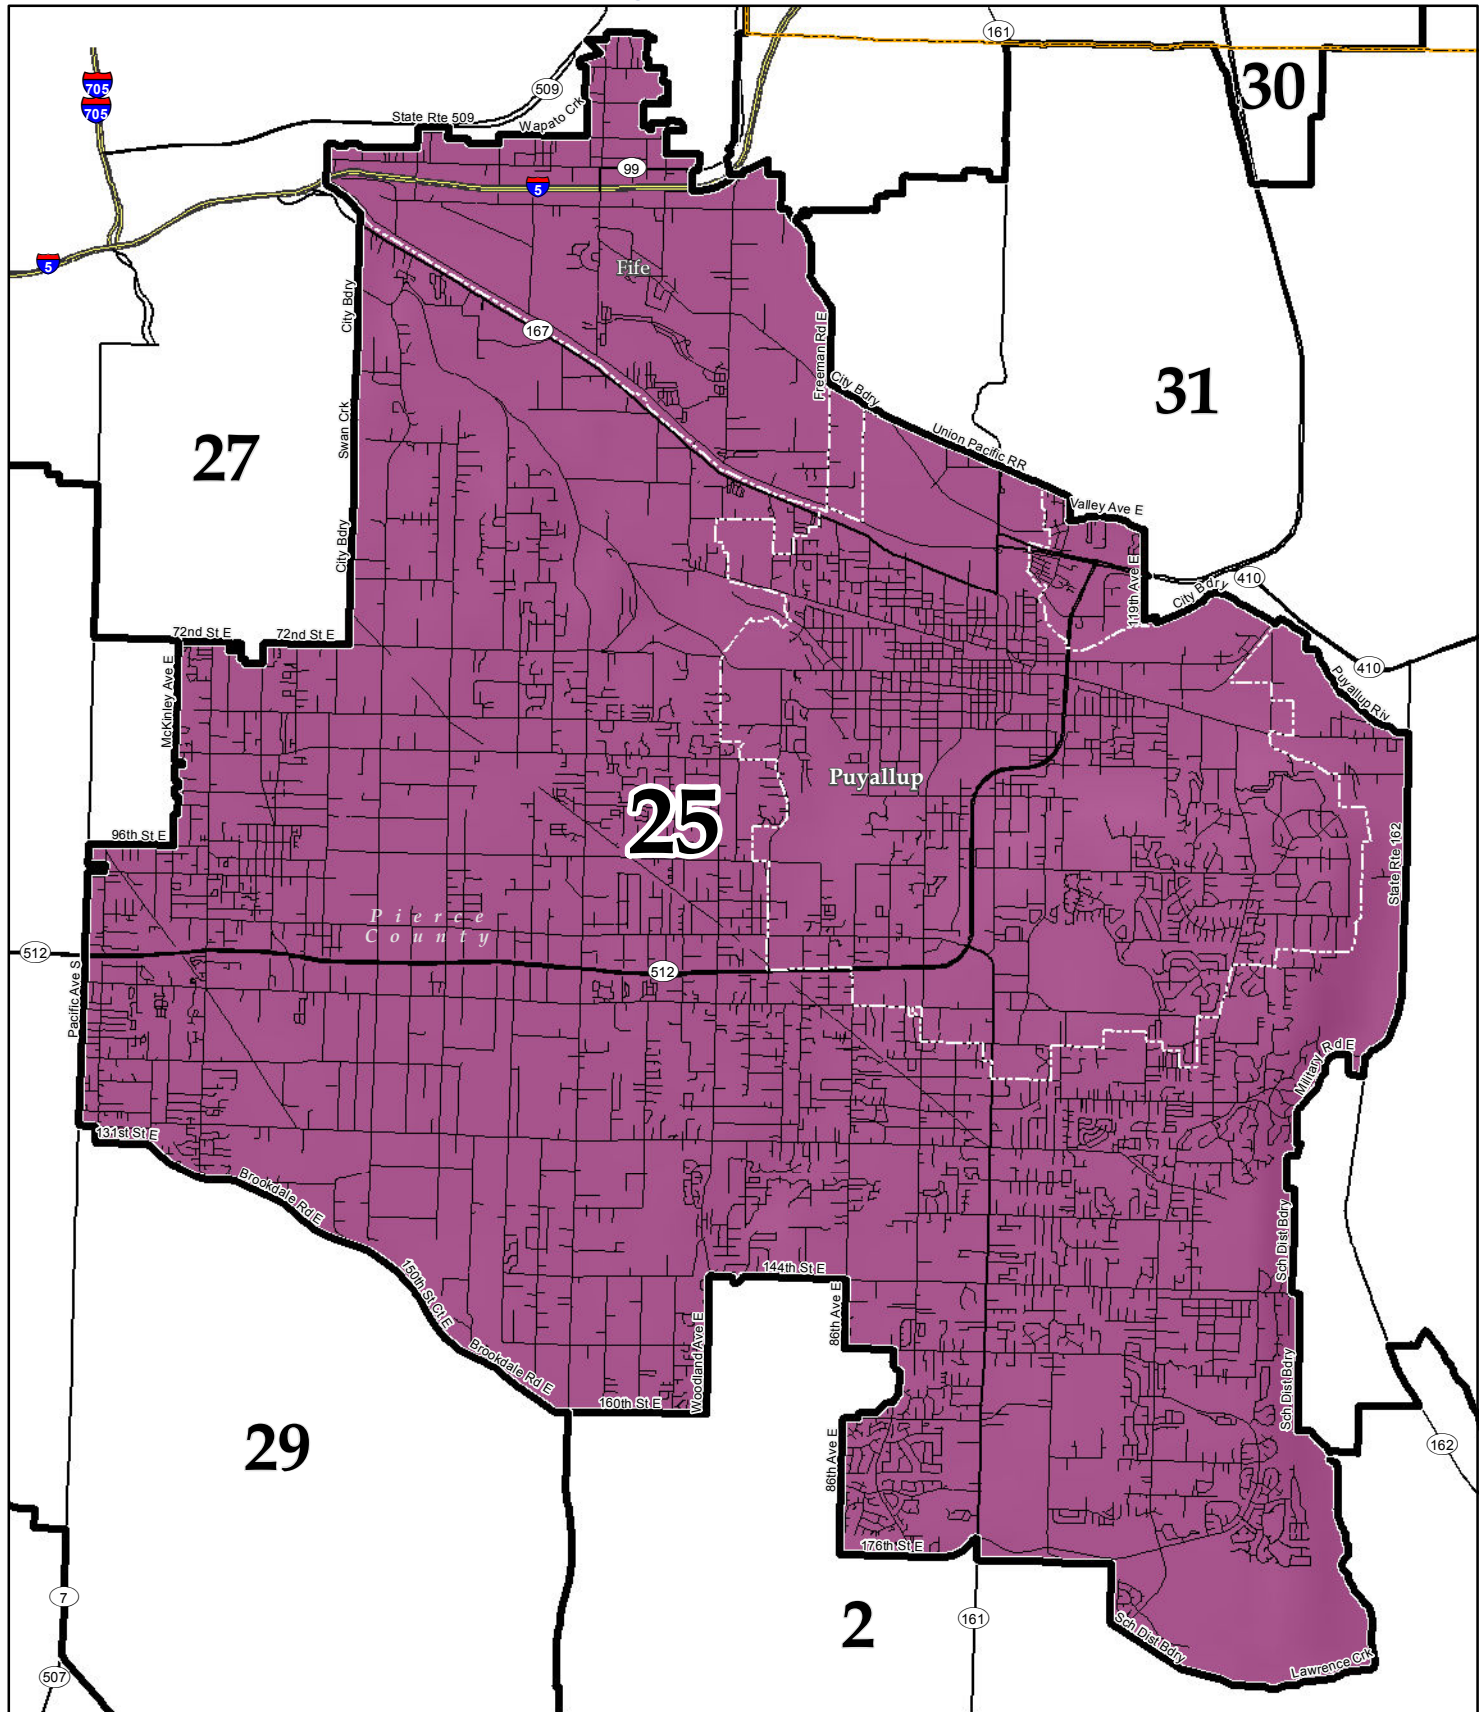 161
30
705
705
509
State Rte 509
Wapato Crk
99
5
5
Fife
City Bdry
167
Freeman Rd E
City Bdry
31
Union Pacific RR
27
Swan Crk
Valley Ave E
City Bdry
119th Ave E
City Bdry
410
72nd St E
72nd St E
410
McKinley Ave E
Puyallup Riv
Puyallup
25
96th St E
State Rte 162
Pierce
County
512
512
Pacific Ave S
Military Rd E
131st St E
Brookdale Rd E
Sch Dist Bdry
150th St Ct E
144th St E
86th Ave E
Woodland Ave E
Brookdale Rd E
Sch Dist Bdry
160th St E
29
86th Ave E
162
176th St E
7
2
161
Sch Dist Bdry
Lawrence Crk
507